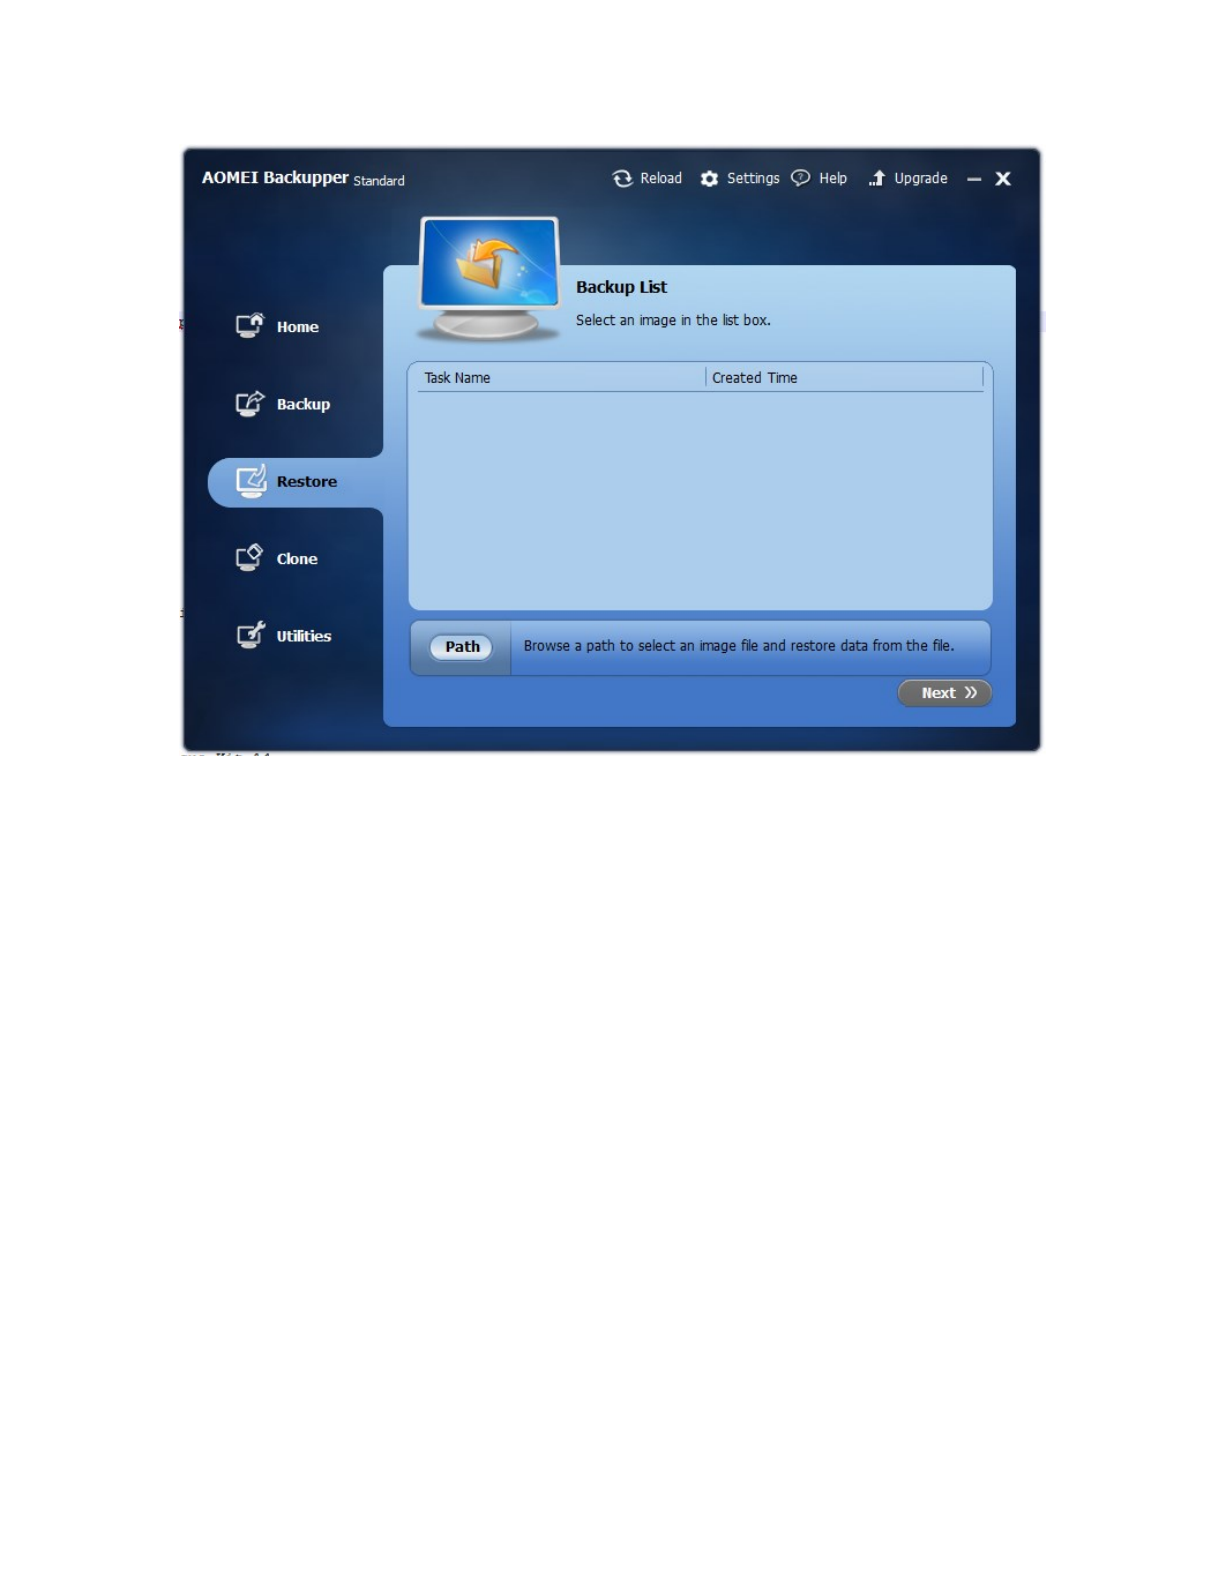 AOMEI Backupper Standard
Reload Settings Help Upgrade
Backup List
Select an image in the list box.
Home
Backup
Restore
Clone
Utilities
Task Name Created Time
Path Browse a path to select an image file and restore data from the file.
Next